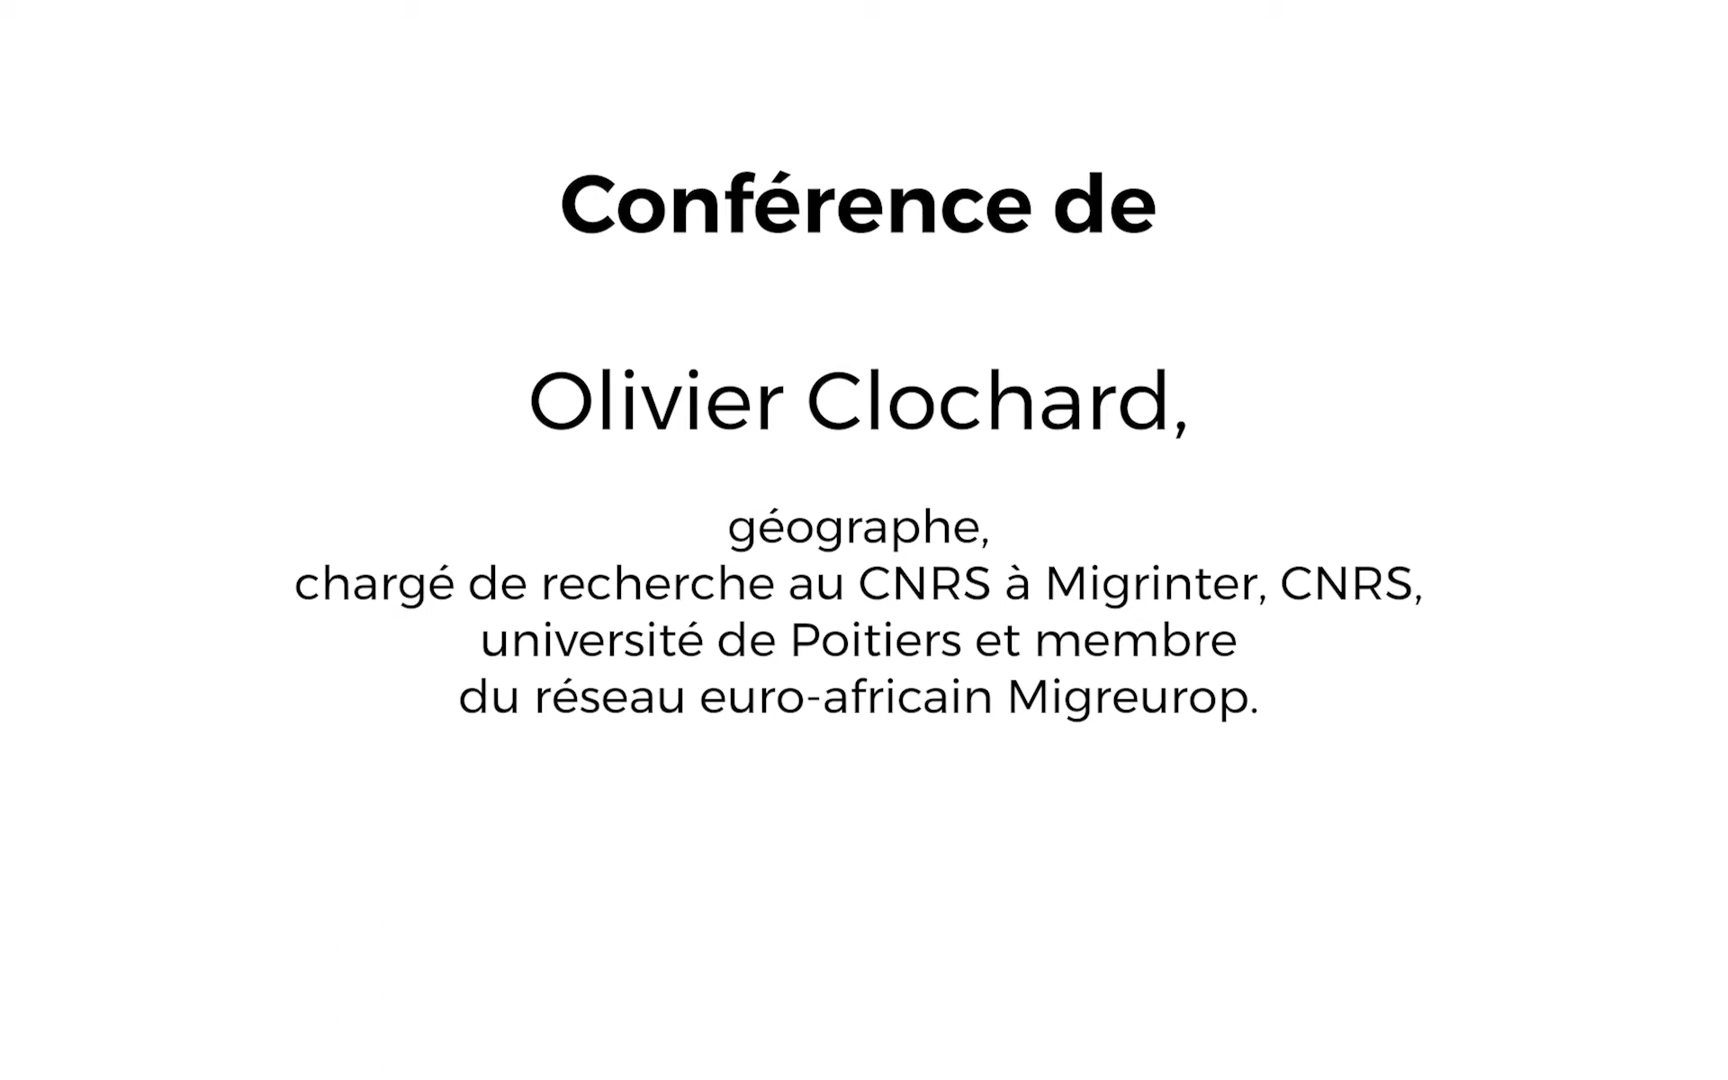 Conférence de
Olivier Clochard,
géographe,
chargé de recherche au CNRS à Migrinter, CNRS,
université de Poitiers et membre
du réseau euro-africain Migreurop.